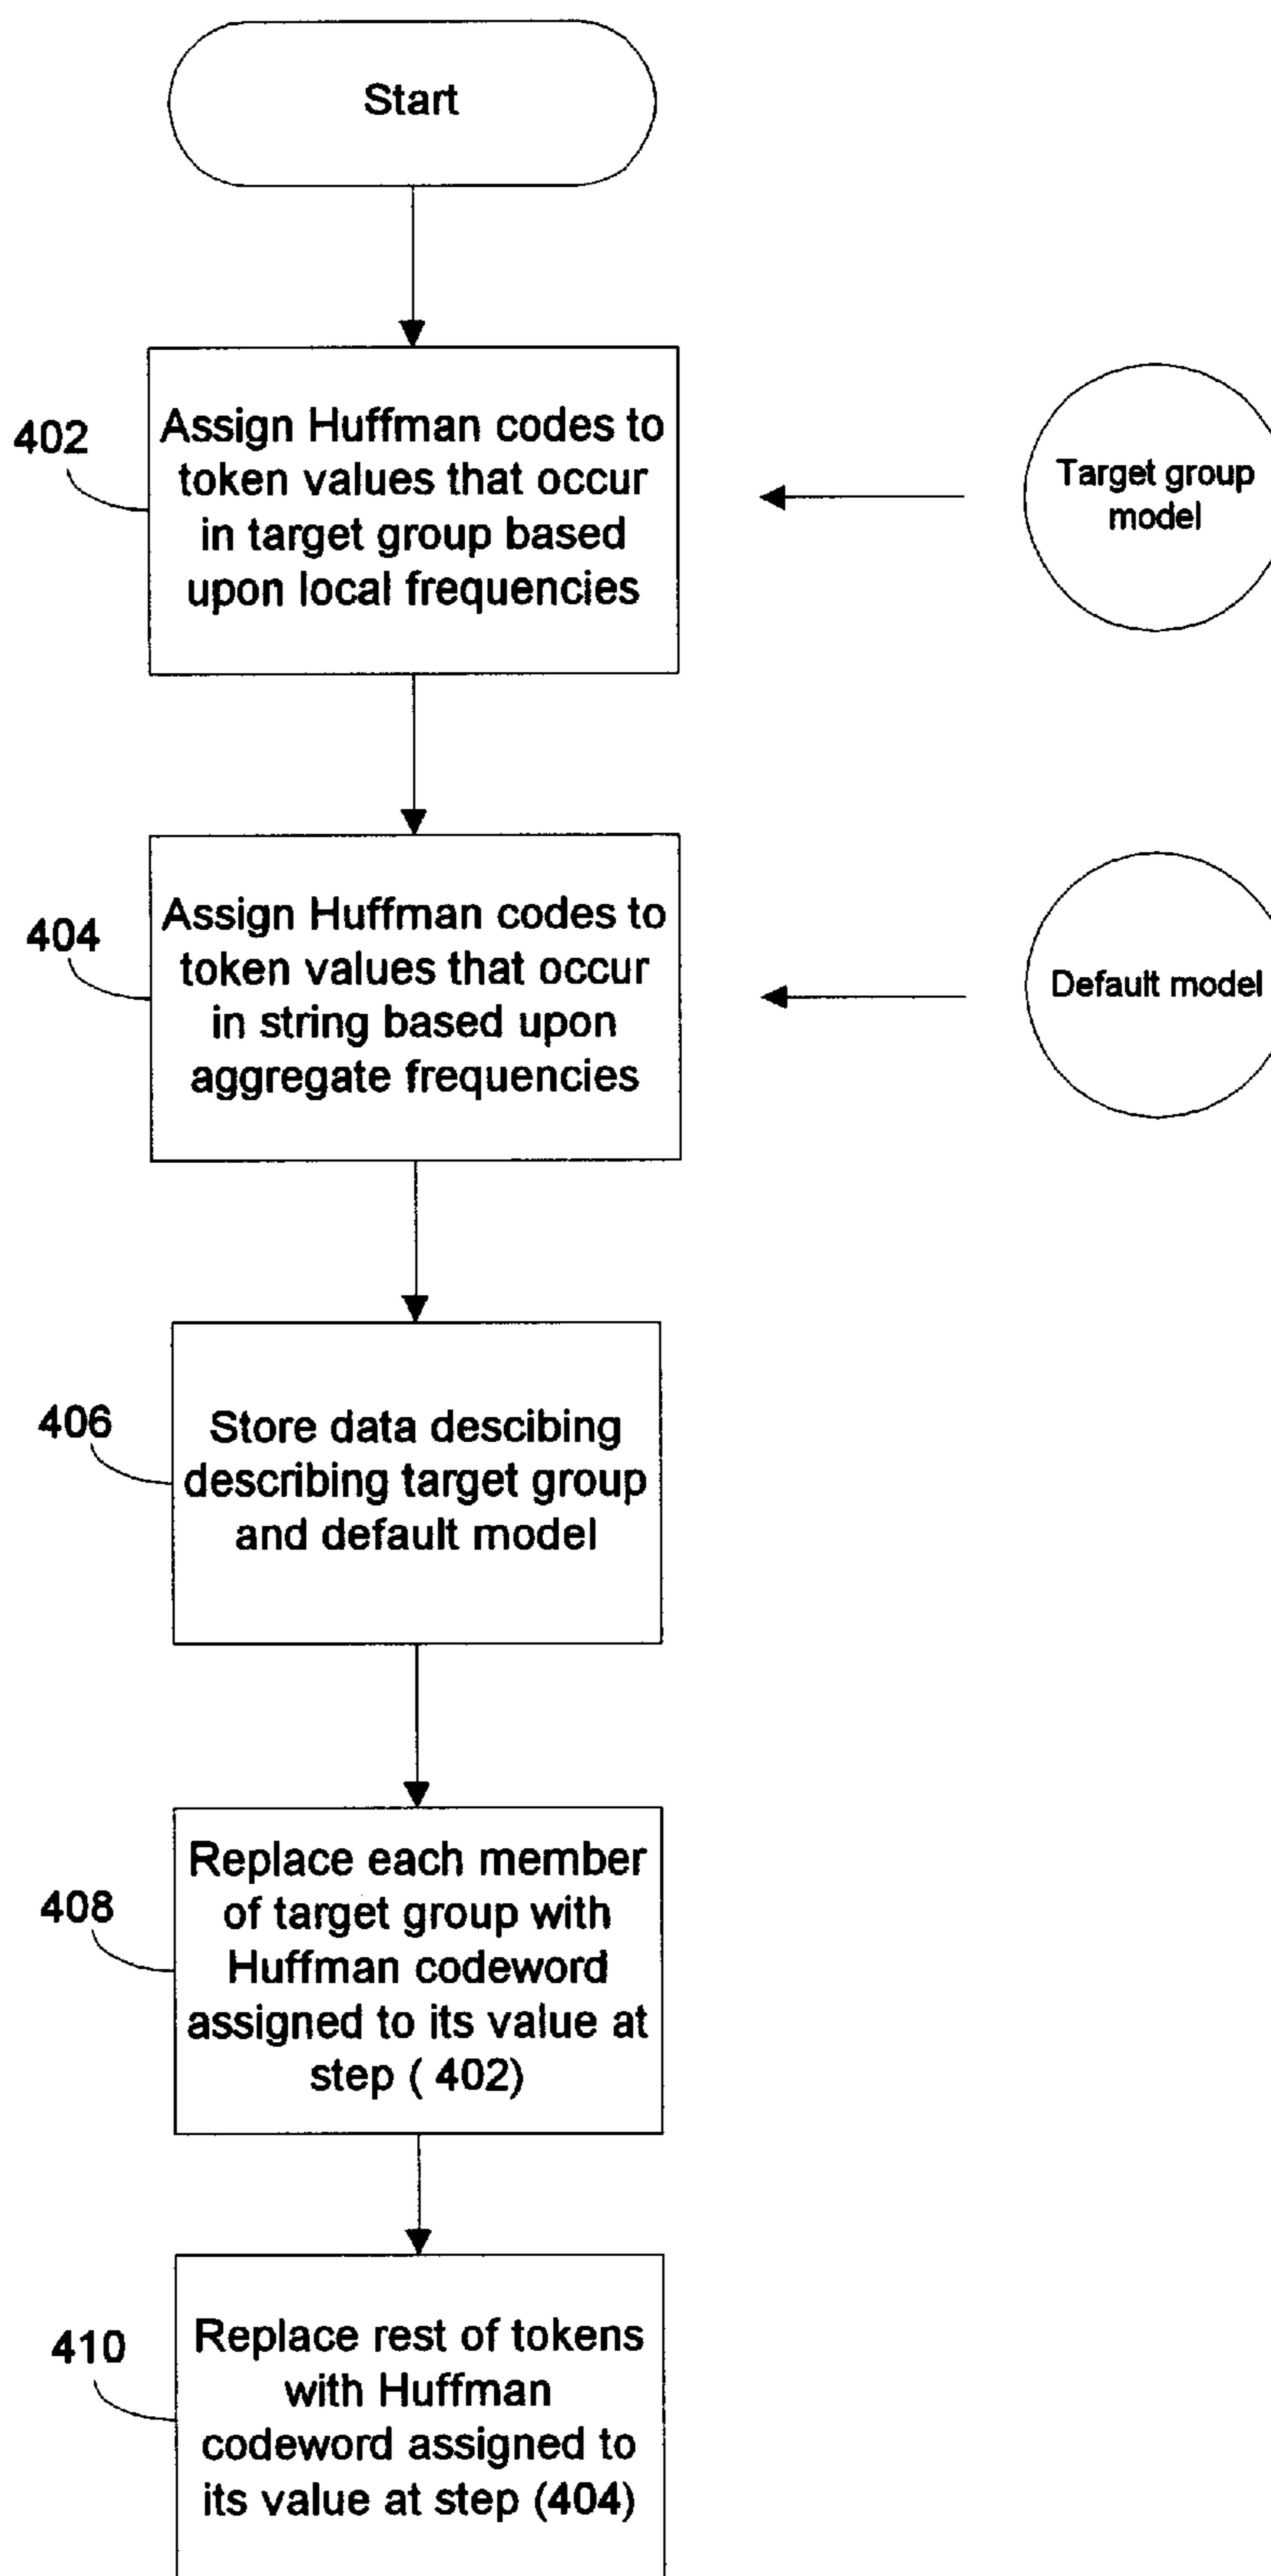 Start
402
Assign Huffman codes to
token values that occur
in target group based
upon local frequencies
Target group
model
404
Assign Huffman codes to
token values that occur
in string based upon
aggregate frequencies
Default model
406
Store data descibing
describing target group
and default model
408
Replace each member
of target group with
Huffman codeword
assigned to its value at
step ( 402)
410
Replace rest of tokens
with Huffman
codeword assigned to
its value at step (404)